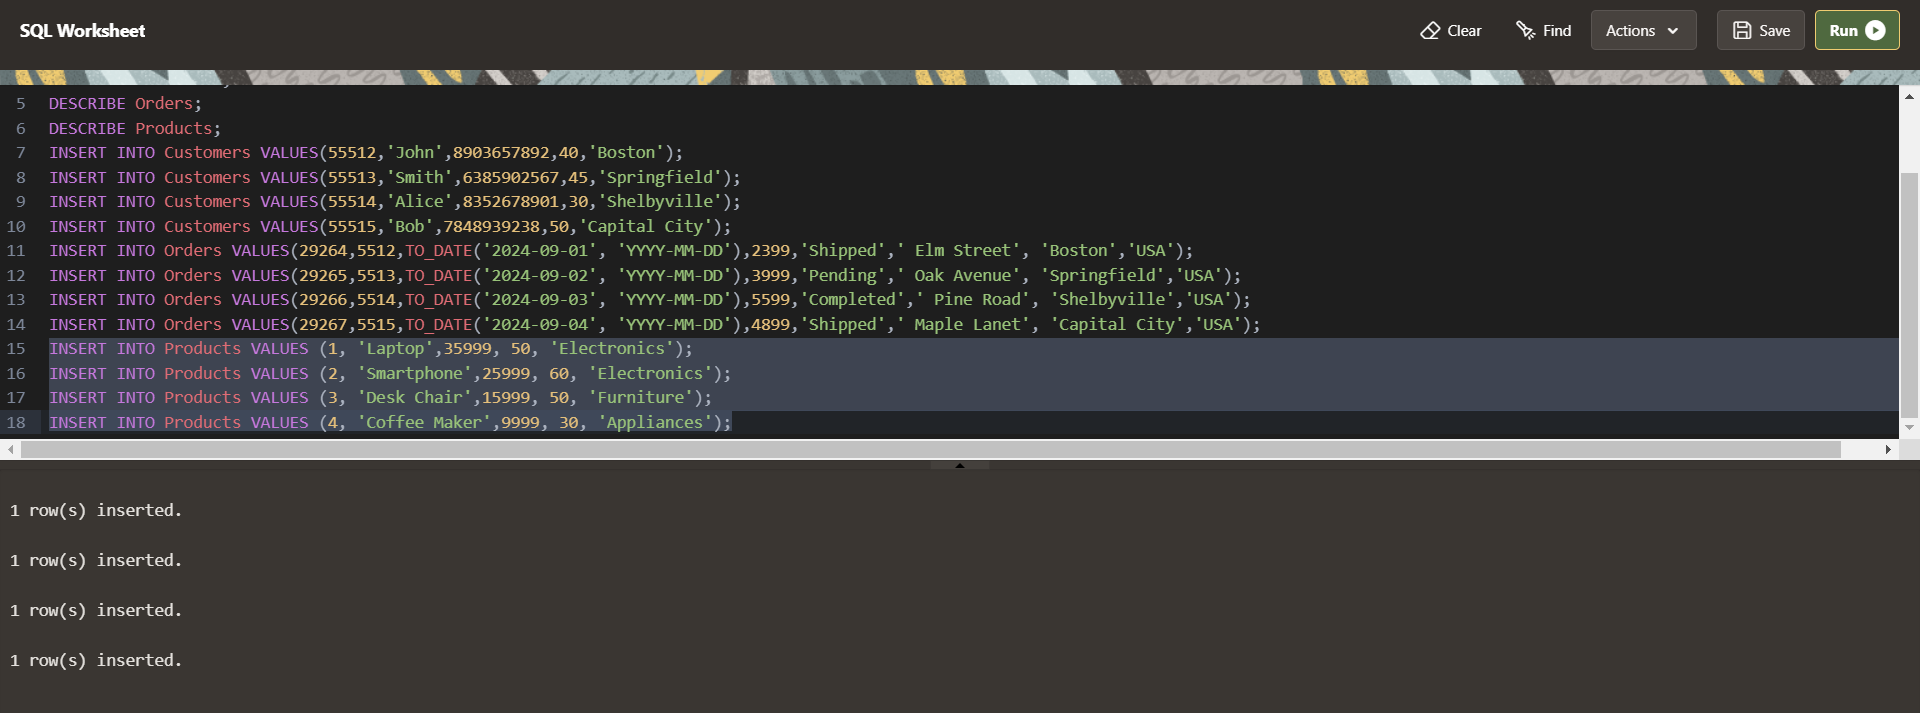 SQL Worksheet
Clear
Find
Actions
Save
Run
5 DESCRIBE Orders;
6 DESCRIBE Products;
7 INSERT INTO Customers VALUES(55512,'John',8903657892,40,'Boston');
8 INSERT INTO Customers VALUES(55513,'Smith',6385902567,45,'Springfield');
9 INSERT INTO Customers VALUES(55514,'Alice',8352678901,30,'Shelbyville');
10 INSERT INTO Customers VALUES(55515,'Bob',7848939238,50,'Capital City');
11 INSERT INTO Orders VALUES(29264,5512,TO_DATE('2024-09-01', 'YYYY-MM-DD'),2399,'Shipped',' Elm Street', 'Boston','USA');
12 INSERT INTO Orders VALUES(29265,5513,TO_DATE('2024-09-02', 'YYYY-MM-DD'),3999,'Pending',' Oak Avenue', 'Springfield','USA');
13 INSERT INTO Orders VALUES(29266,5514,TO_DATE('2024-09-03', 'YYYY-MM-DD'),5599,'Completed',' Pine Road', 'Shelbyville','USA');
14 INSERT INTO Orders VALUES(29267,5515,TO_DATE('2024-09-04', 'YYYY-MM-DD'),4899,'Shipped',' Maple Lanet', 'Capital City','USA');
15 INSERT INTO Products VALUES (1, 'Laptop',35999, 50, 'Electronics');
16 INSERT INTO Products VALUES (2, 'Smartphone',25999, 60, 'Electronics');
17 INSERT INTO Products VALUES (3, 'Desk Chair',15999, 50, 'Furniture');
18 INSERT INTO Products VALUES (4, 'Coffee Maker',9999, 30, 'Appliances');
1 row(s) inserted.
1 row(s) inserted.
1 row(s) inserted.
1 row(s) inserted.